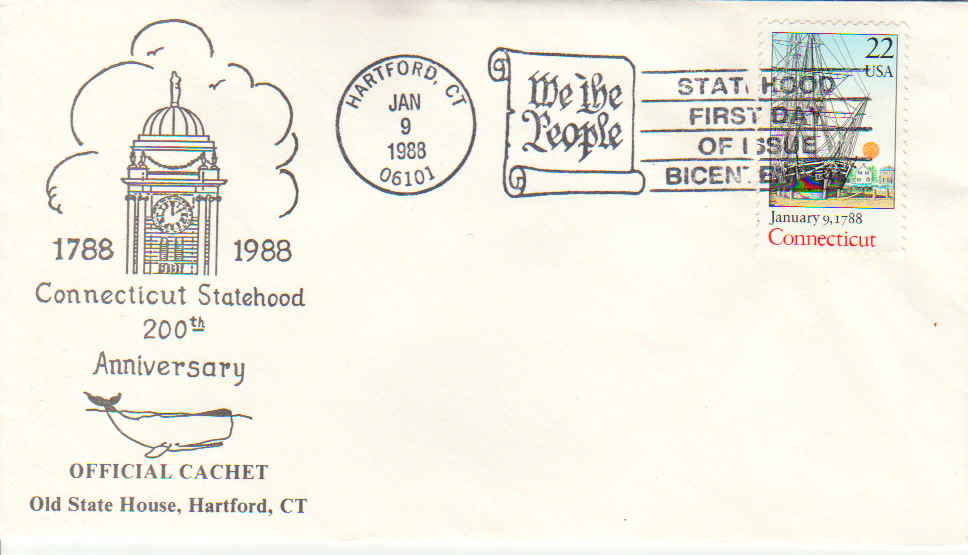 HARTFORD, CT
JAN
9
1988
06101
We the
People
STATEHOOD
FIRST DAY
OF ISSUE
22
USA
January 9, 1788
Connecticut
1788 1988
Connecticut Statehood
200th
Anniversary
OFFICIAL CACHET
Old State House, Hartford, CT